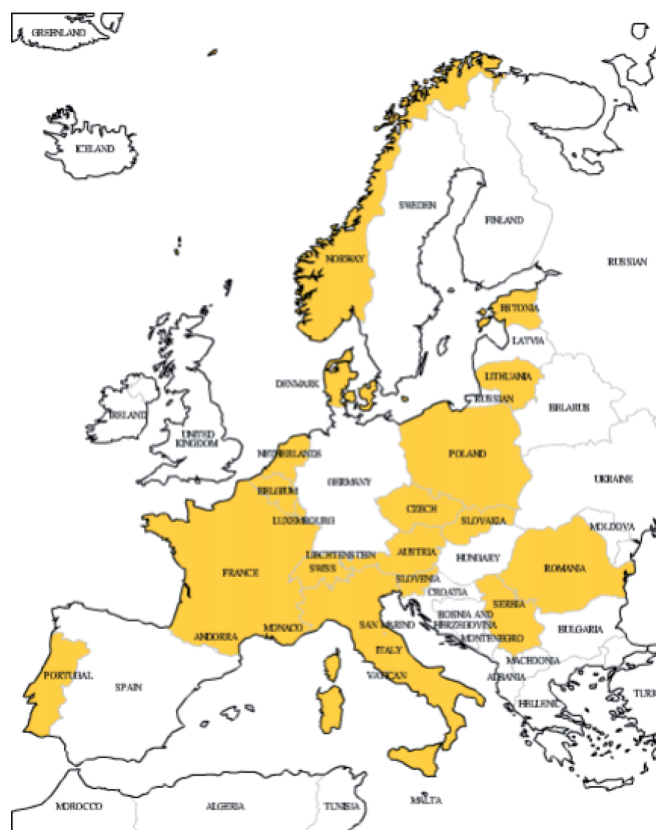 GREENLAND
ICELAND
SWEDEN
FINLAND
NORWAY
RUSSIAN
ESTONIA
LATVIA
DENMARK
LITHUANIA
RUSSIAN
BELARUS
IRELAND
UNITED
KINGDOM
NETHERLANDS
POLAND
GERMANY
UKRAINE
BELGIUM
CZECH
LUXEMBOURG
SLOVAKIA
MOLDOVA
LIECHTENSTEIN
AUSTRIA
HUNGARY
SWISS
ROMANIA
FRANCE
SLOVENIA
CROATIA
SERBIA
BOSNIA AND
HERZEGOVINA
SAN MARINO
MONACO
BULGARIA
ANDORRA
MONTENEGRO
ITALY
MACEDONIA
PORTUGAL
VATICAN
ALBANIA
SPAIN
TURK
HELLENIC
MALTA
MOROCCO
ALGERIA
TUNISIA